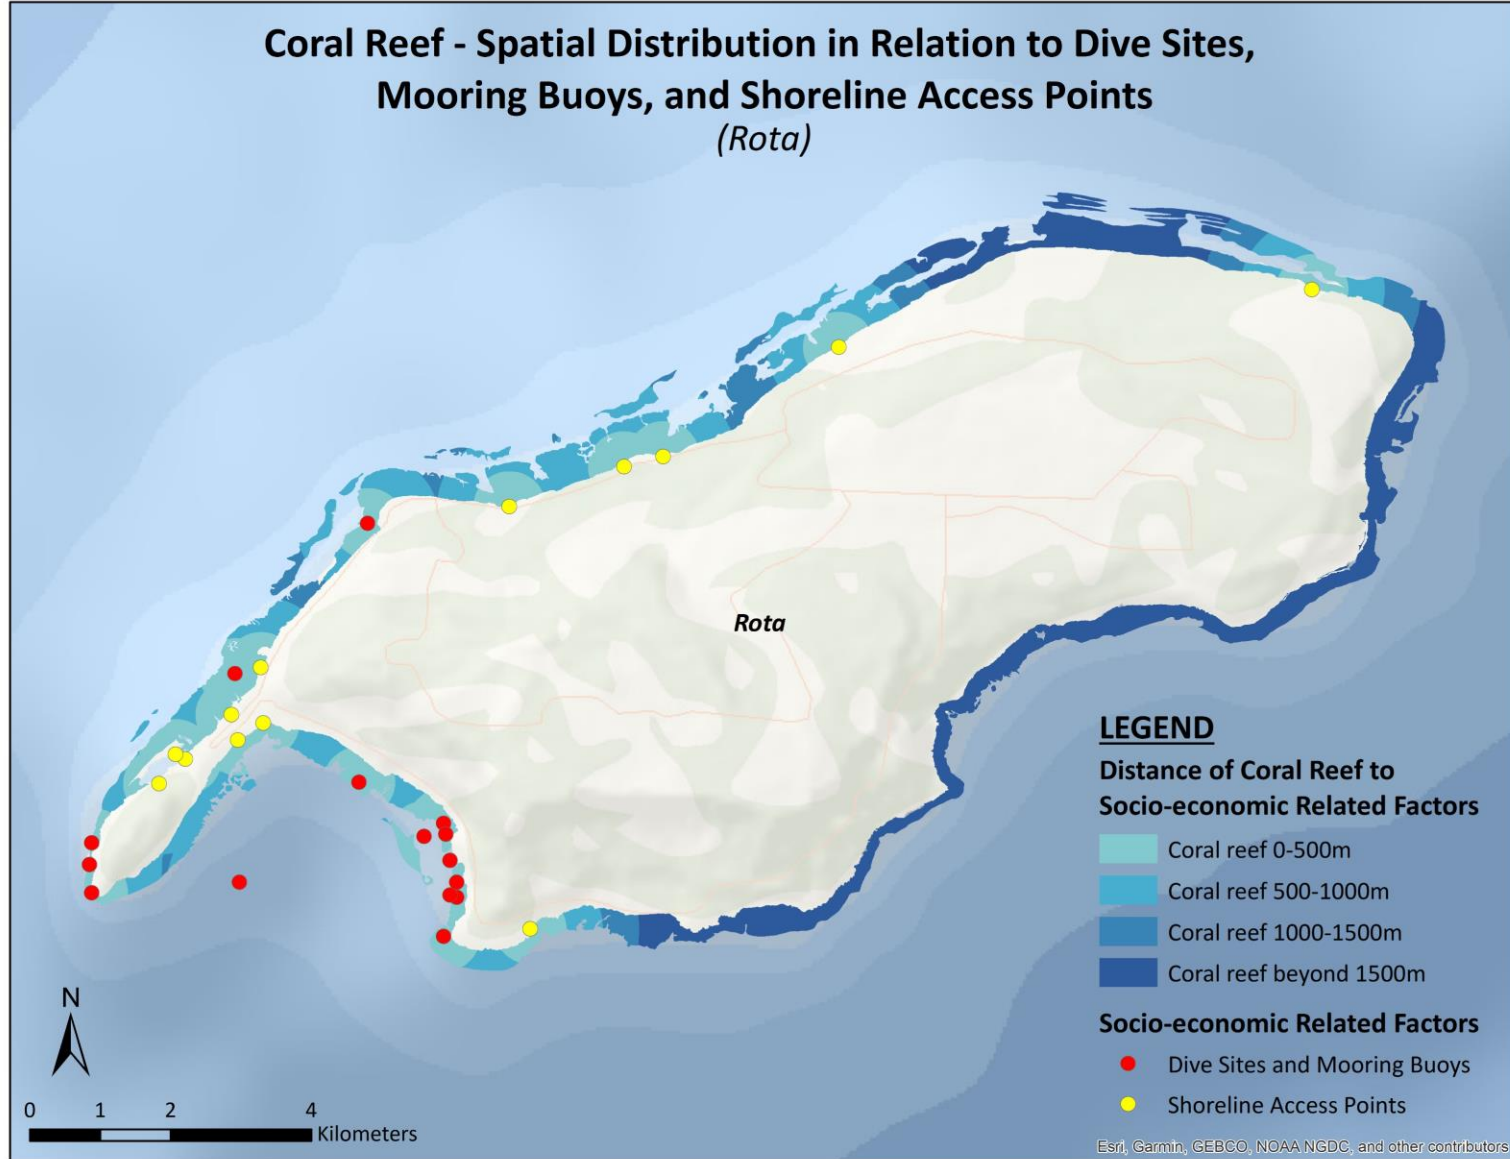 Coral Reef - Spatial Distribution in Relation to Dive Sites,
Mooring Buoys, and Shoreline Access Points
(Rota)
Rota
LEGEND
Distance of Coral Reef to
Socio-economic Related Factors
Coral reef 0-500m
Coral reef 500-1000m
Coral reef 1000-1500m
Coral reef beyond 1500m
Socio-economic Related Factors
Dive Sites and Mooring Buoys
Shoreline Access Points
N
0 1 2 4
Kilometers
Esri, Garmin, GEBCO, NOAA NGDC, and other contributors